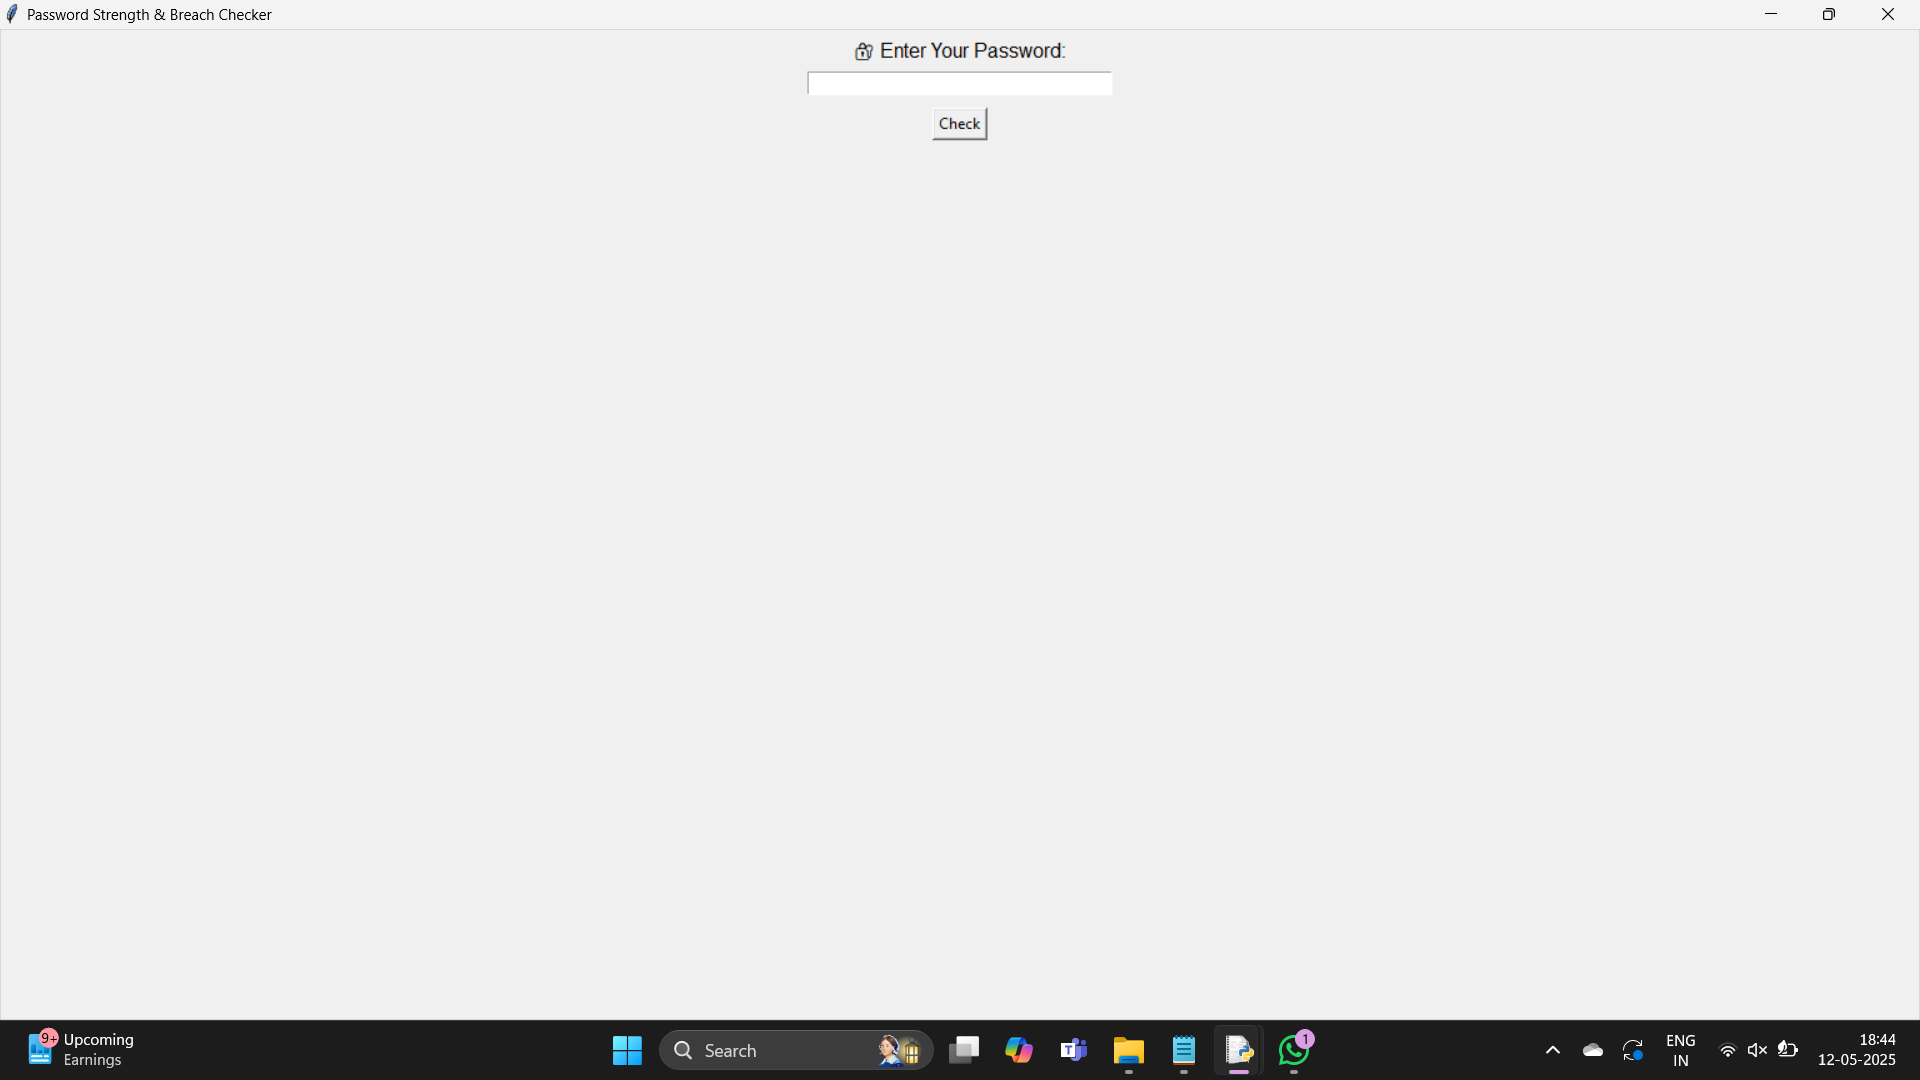 Password Strength & Breach Checker
🔐 Enter Your Password:
Check
9+
Upcoming
Earnings
Search
T
1
ENG
IN
18:44
12-05-2025